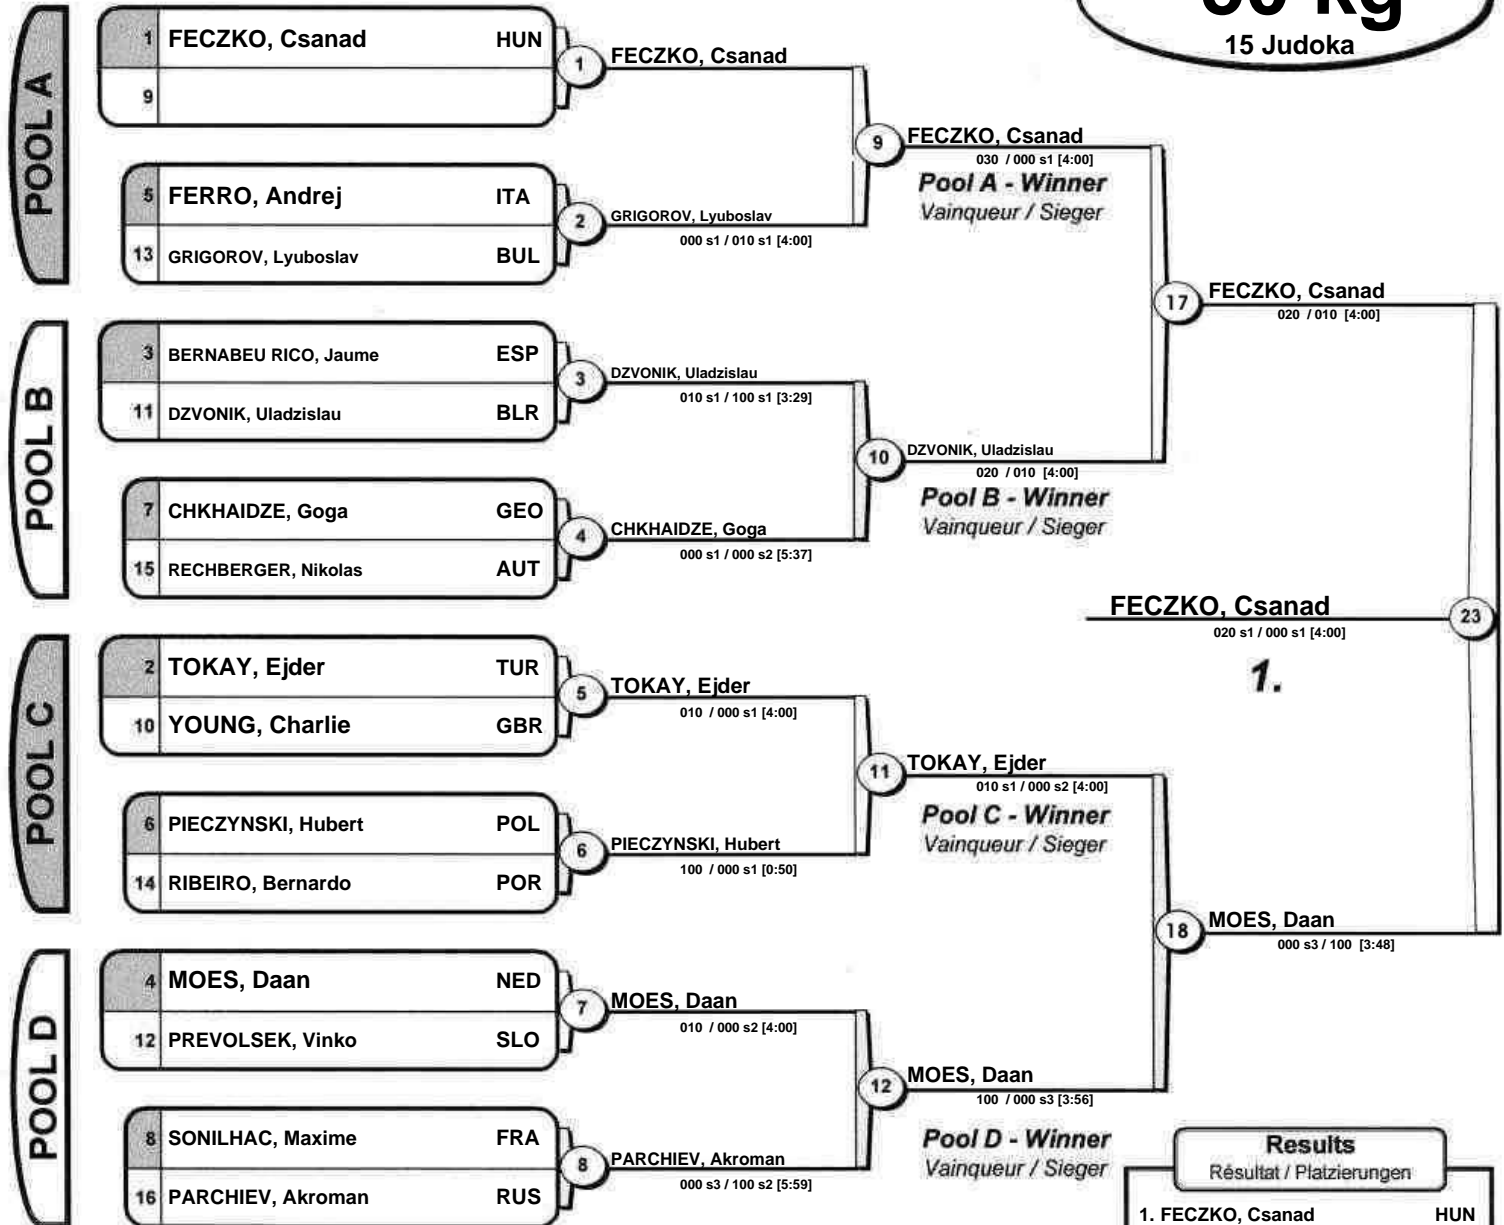 kg
15 Judoka
POOL A
1 FECZKO, Csanad HUN
9
5 FERRO, Andrej ITA
13 GRIGOROV, Lyuboslav BUL
1 FECZKO, Csanad
2 GRIGOROV, Lyuboslav
000 s1 / 010 s1 [4:00]
9 FECZKO, Csanad
030 / 000 s1 [4:00]
Pool A - Winner
Vainqueur / Sieger
POOL B
3 BERNABEU RICO, Jaume ESP
11 DZVONIK, Uladzislau BLR
7 CHKHAIDZE, Goga GEO
15 RECHBERGER, Nikolas AUT
3 DZVONIK, Uladzislau
010 s1 / 100 s1 [3:29]
4 CHKHAIDZE, Goga
000 s1 / 000 s2 [5:37]
10 DZVONIK, Uladzislau
020 / 010 [4:00]
Pool B - Winner
Vainqueur / Sieger
17 FECZKO, Csanad
020 / 010 [4:00]
POOL C
2 TOKAY, Ejder TUR
10 YOUNG, Charlie GBR
6 PIECZYNSKI, Hubert POL
14 RIBEIRO, Bernardo POR
5 TOKAY, Ejder
010 / 000 s1 [4:00]
6 PIECZYNSKI, Hubert
100 / 000 s1 [0:50]
11 TOKAY, Ejder
010 s1 / 000 s2 [4:00]
Pool C - Winner
Vainqueur / Sieger
POOL D
4 MOES, Daan NED
12 PREVOLSEK, Vinko SLO
8 SONILHAC, Maxime FRA
16 PARCHIEV, Akroman RUS
7 MOES, Daan
010 / 000 s2 [4:00]
8 PARCHIEV, Akroman
000 s3 / 100 s2 [5:59]
12 MOES, Daan
100 / 000 s3 [3:56]
Pool D - Winner
Vainqueur / Sieger
18 MOES, Daan
000 s3 / 100 [3:48]
FECZKO, Csanad 23
020 s1 / 000 s1 [4:00]
1.
Results
Résultat / Platzierungen
1. FECZKO, Csanad HUN